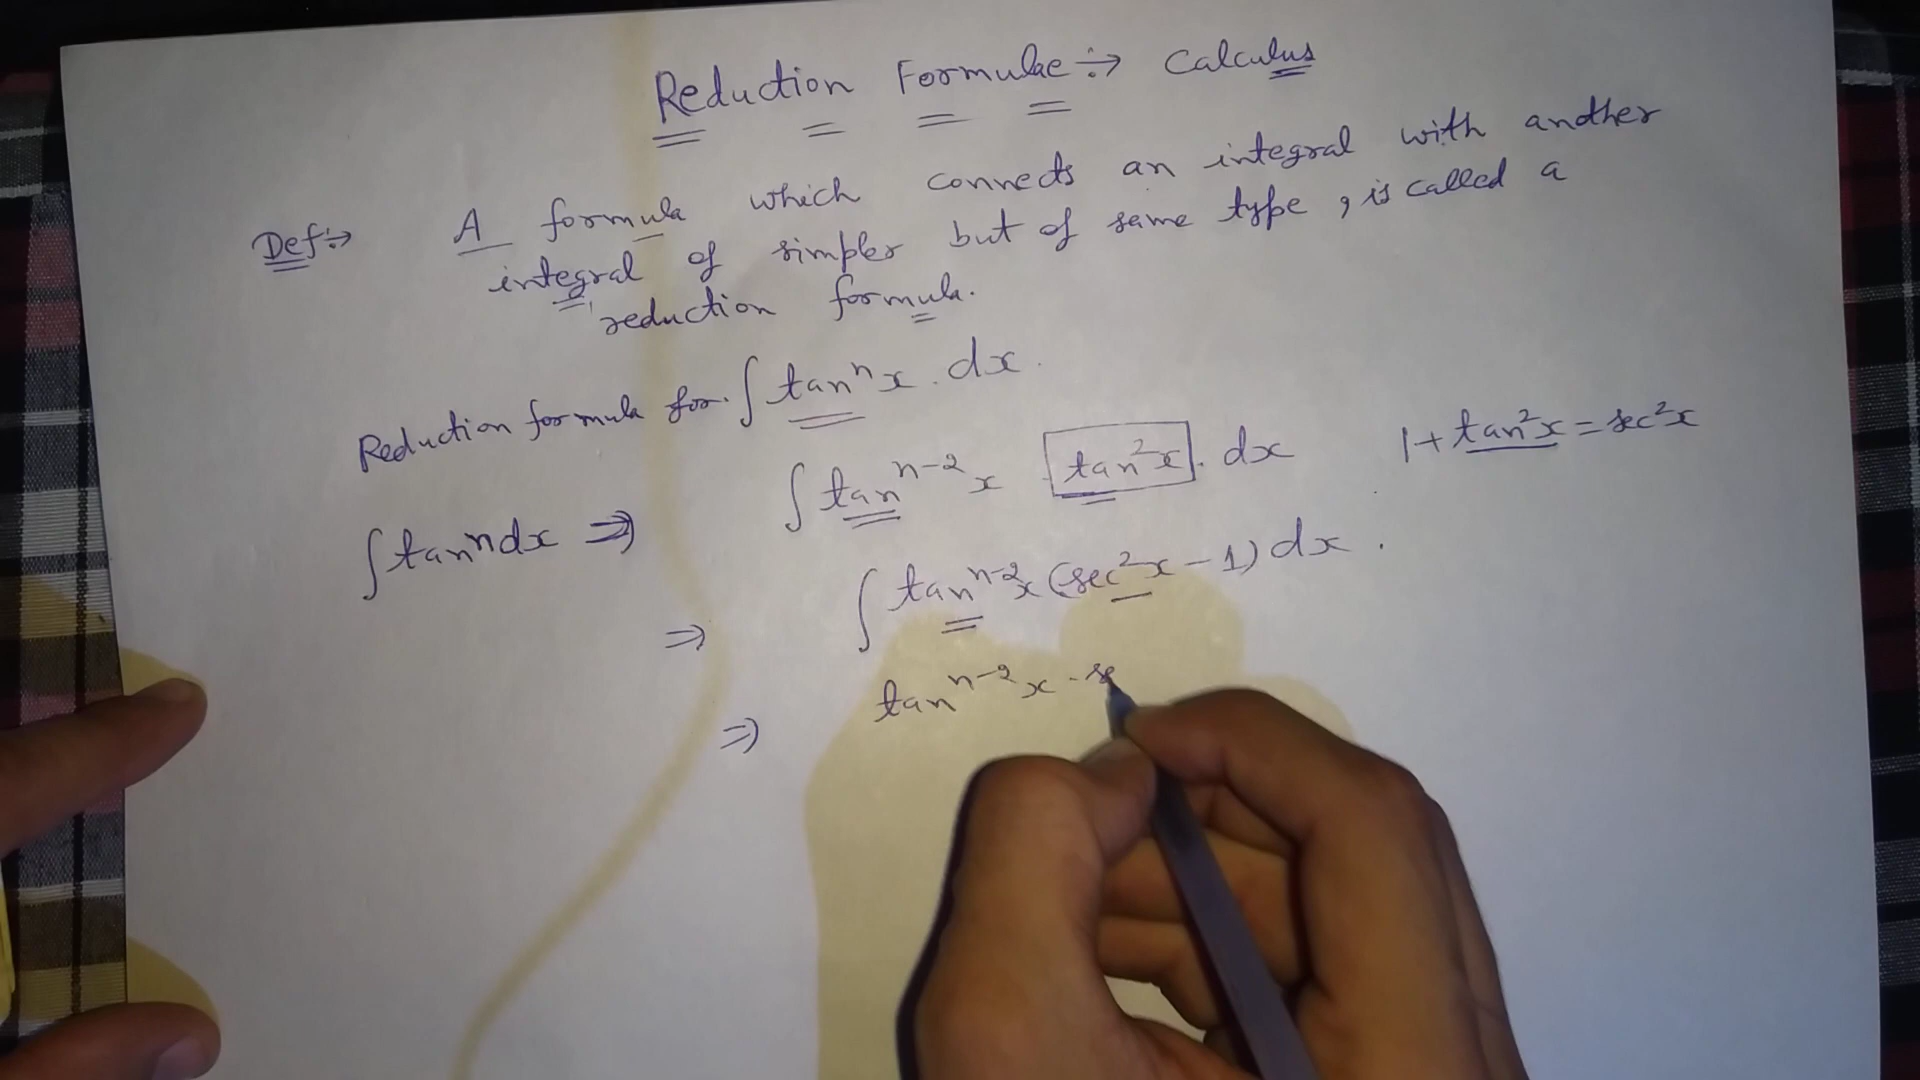 Reduction Formulae :→ Calculus
Def :→ A formula which connects an integral with another
integral of simpler but of same type, is called a
reduction formula.
Reduction formula for ∫ tanⁿx . dx .
∫tanⁿdx ⇒ ∫ tanⁿ⁻²x . tan²x . dx 1 + tan²x = sec²x
⇒ ∫ tanⁿ⁻²x (sec²x - 1) dx .
⇒ tanⁿ⁻²x . se